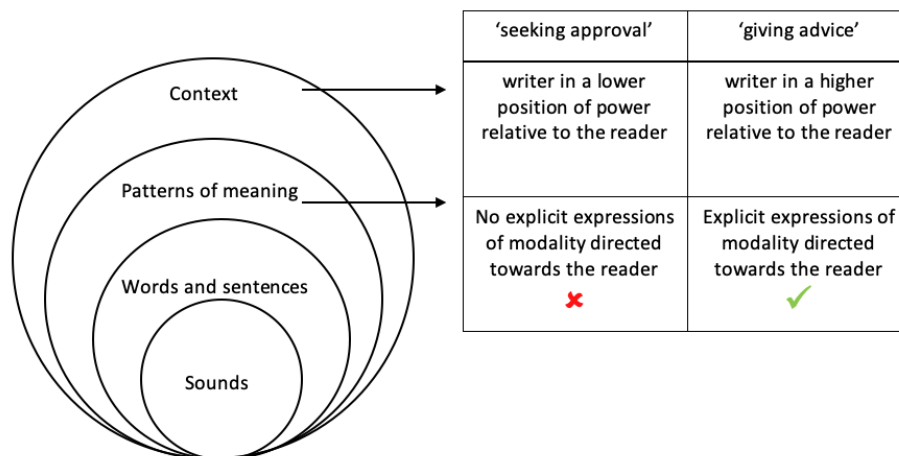 Context
Patterns of meaning
Words and sentences
Sounds
‘seeking approval’
‘giving advice’
writer in a lower
position of power
relative to the reader
writer in a higher
position of power
relative to the reader
No explicit expressions
of modality directed
towards the reader
Explicit expressions of
modality directed
towards the reader